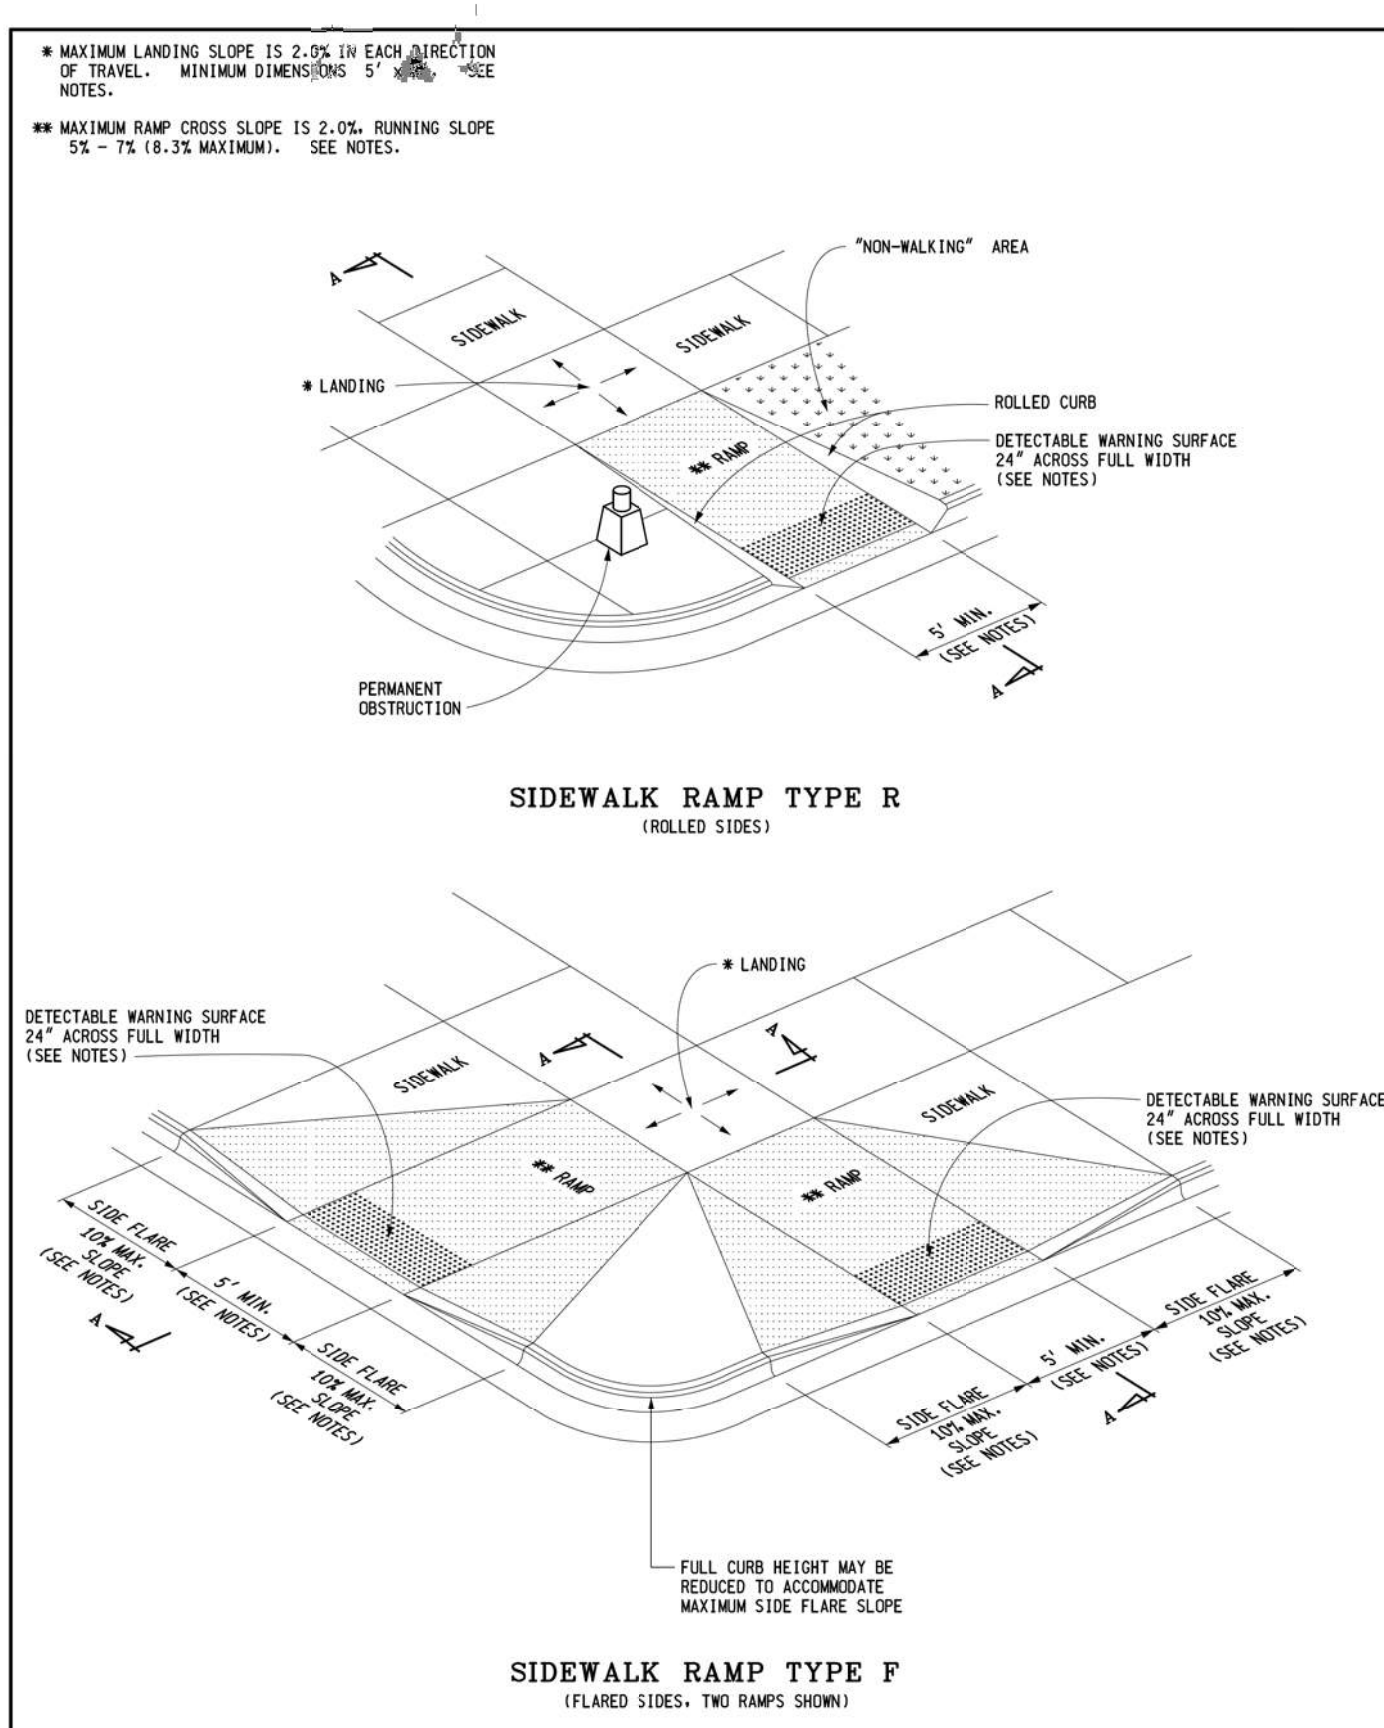 * MAXIMUM LANDING SLOPE IS 2.0% IN EACH DIRECTION
OF TRAVEL. MINIMUM DIMENSIONS 5' x SEE
NOTES.
** MAXIMUM RAMP CROSS SLOPE IS 2.0%, RUNNING SLOPE
5% - 7% (8.3% MAXIMUM). SEE NOTES.
"NON-WALKING" AREA
A
SIDEWALK
SIDEWALK
* LANDING
ROLLED CURB
** RAMP
DETECTABLE WARNING SURFACE
24" ACROSS FULL WIDTH
(SEE NOTES)
5' MIN.
(SEE NOTES)
A
PERMANENT
OBSTRUCTION
SIDEWALK RAMP TYPE R
(ROLLED SIDES)
* LANDING
DETECTABLE WARNING SURFACE
24" ACROSS FULL WIDTH
(SEE NOTES)
A
A
SIDEWALK
SIDEWALK
DETECTABLE WARNING SURFACE
24" ACROSS FULL WIDTH
(SEE NOTES)
** RAMP
** RAMP
SIDE FLARE
10% MAX.
SLOPE
(SEE NOTES)
5' MIN.
(SEE NOTES)
A
SIDE FLARE
10% MAX.
SLOPE
(SEE NOTES)
SIDE FLARE
10% MAX.
SLOPE
(SEE NOTES)
5' MIN.
(SEE NOTES)
A
SIDE FLARE
10% MAX.
SLOPE
(SEE NOTES)
FULL CURB HEIGHT MAY BE
REDUCED TO ACCOMMODATE
MAXIMUM SIDE FLARE SLOPE
SIDEWALK RAMP TYPE F
(FLARED SIDES, TWO RAMPS SHOWN)